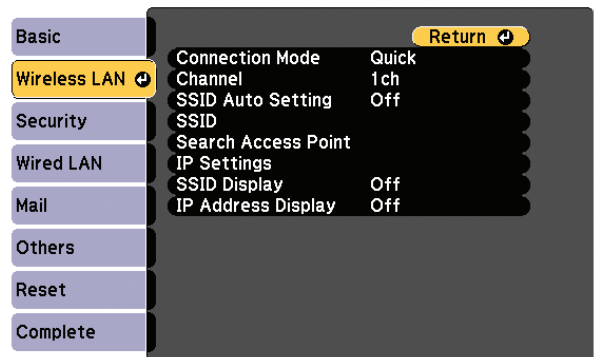 Basic
Wireless LAN
Security
Wired LAN
Mail
Others
Reset
Complete
Return
Connection Mode Quick
Channel 1ch
SSID Auto Setting Off
SSID
Search Access Point
IP Settings
SSID Display Off
IP Address Display Off